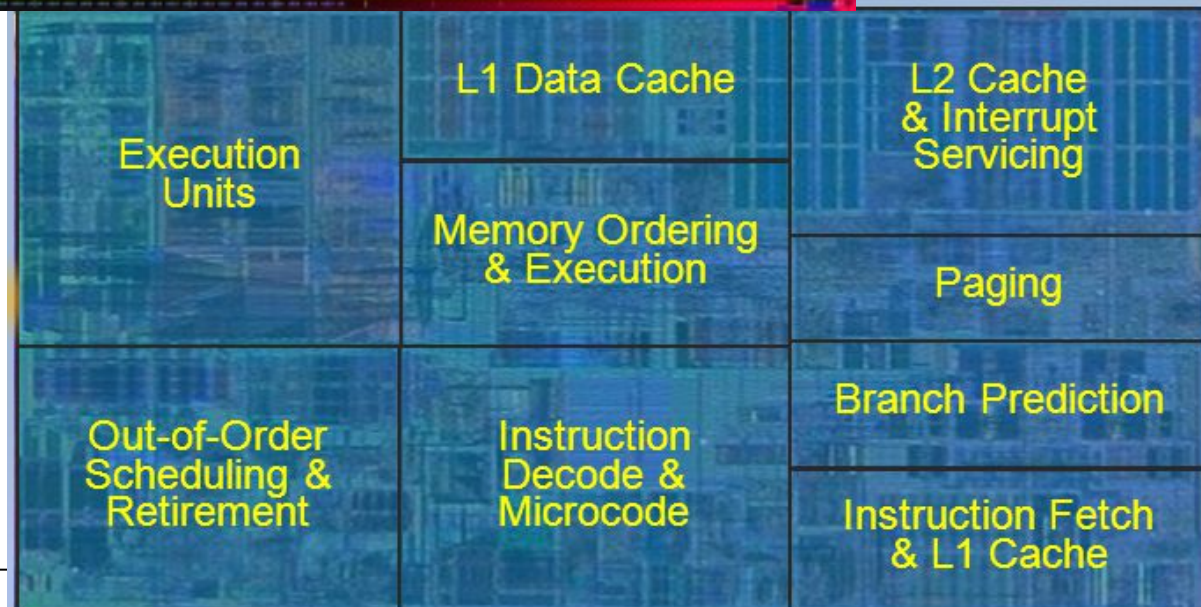 Execution
Units
L1 Data Cache
Memory Ordering
& Execution
L2 Cache
& Interrupt
Servicing
Paging
Out-of-Order
Scheduling &
Retirement
Instruction
Decode &
Microcode
Branch Prediction
Instruction Fetch
& L1 Cache